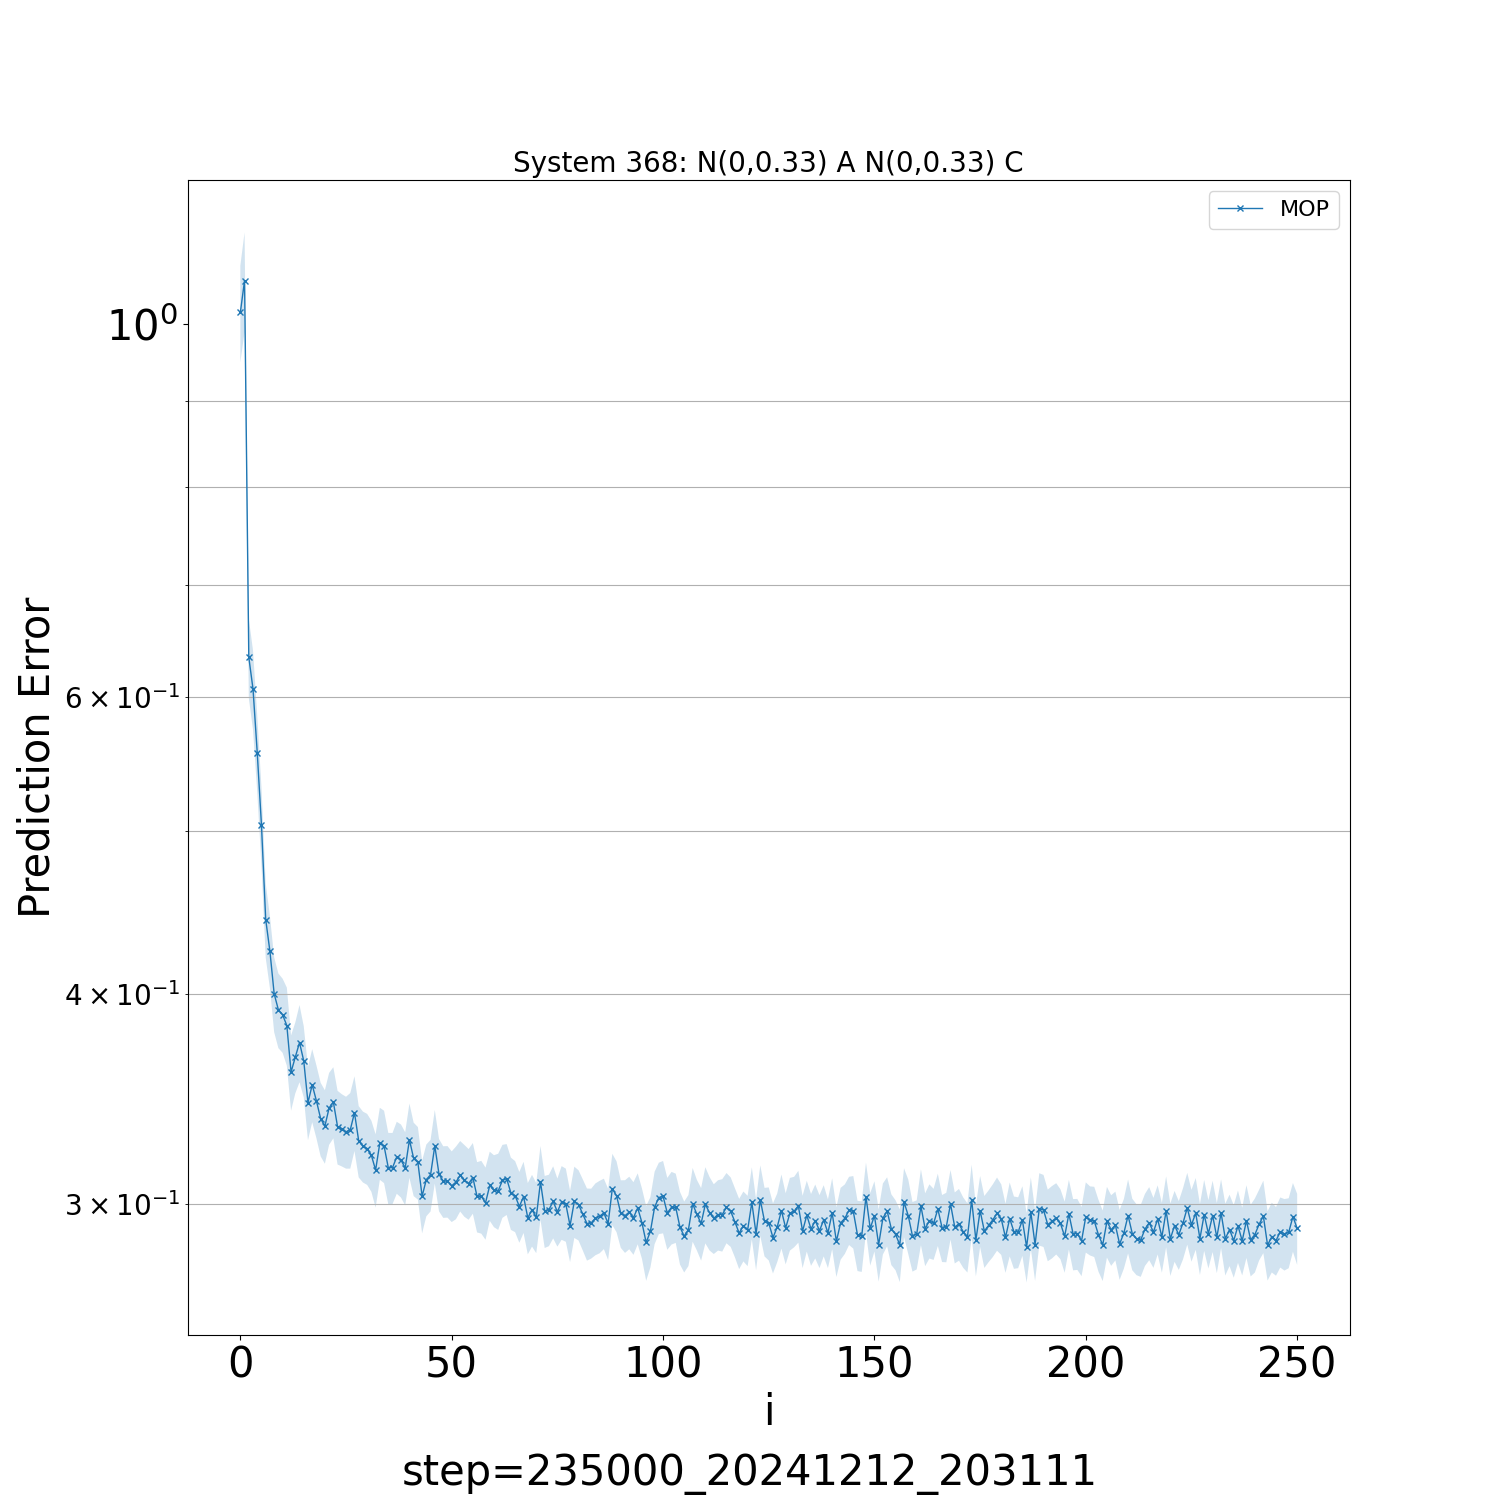 System 368: N(0,0.33) A N(0,0.33) C
MOP
10⁰
6 × 10⁻¹
4 × 10⁻¹
3 × 10⁻¹
Prediction Error
0 50 100 150 200 250
i
step=235000_20241212_203111